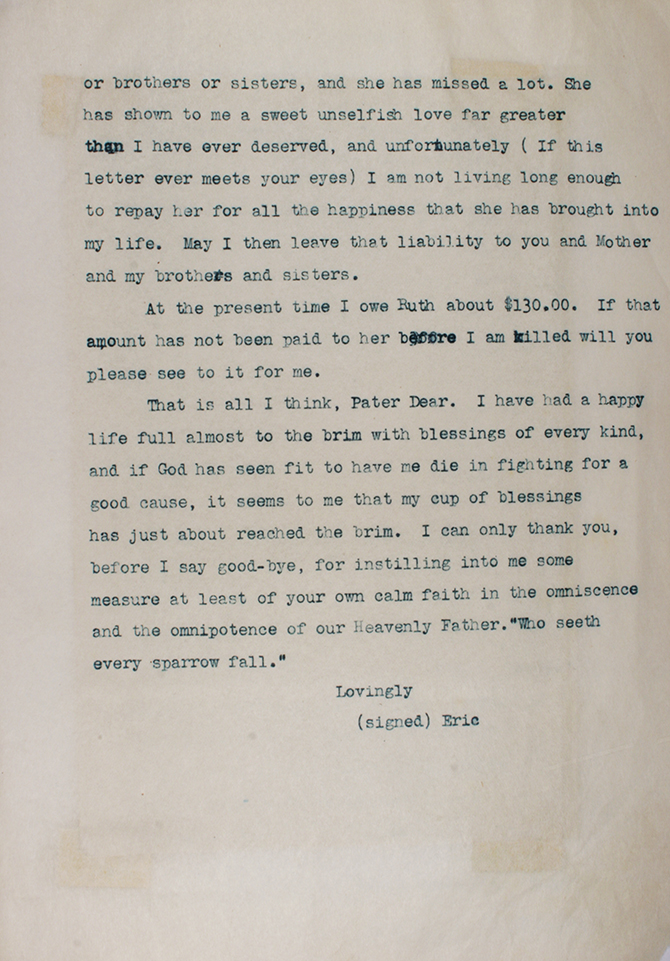 or brothers or sisters, and she has missed a lot. She
has shown to me a sweet unselfish love far greater
than I have ever deserved, and unfortunately ( If this
letter ever meets your eyes) I am not living long enough
to repay her for all the happiness that she has brought into
my life. May I then leave that liability to you and Mother
and my brothers and sisters.
At the present time I owe Ruth about $130.00. If that
amount has not been paid to her before I am killed will you
please see to it for me.
That is all I think, Pater Dear. I have had a happy
life full almost to the brim with blessings of every kind,
and if God has seen fit to have me die in fighting for a
good cause, it seems to me that my cup of blessings
has just about reached the brim. I can only thank you,
before I say good-bye, for instilling into me some
measure at least of your own calm faith in the omniscence
and the omnipotence of our Heavenly Father."Who seeth
every sparrow fall."
Lovingly
(signed) Eric